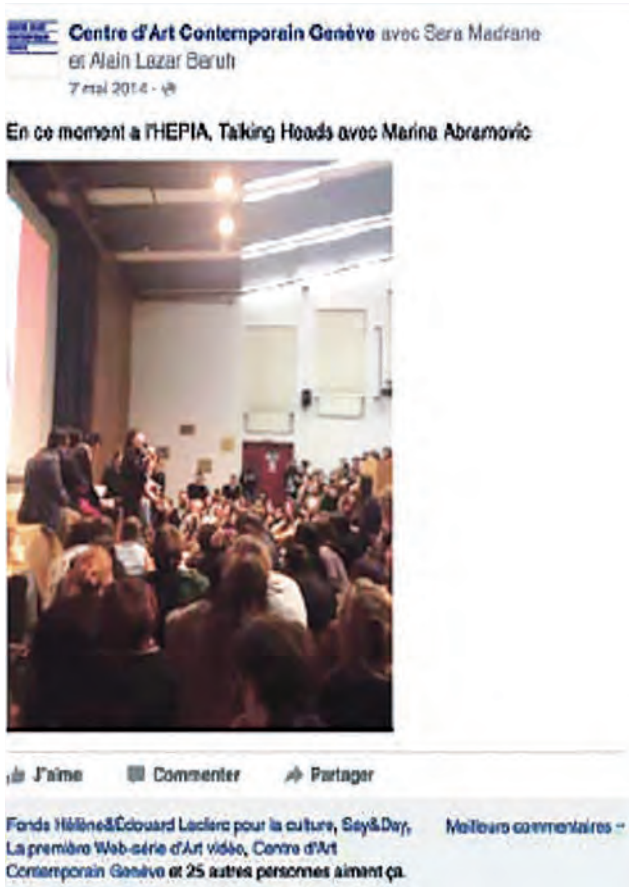 Centre d'Art Contemporain Genève avec Sara Madrane
et Alain Lazar Baruh
7 mai 2014
En ce moment a l'HEPIA, Talking Heads avec Marina Abramovic
J'aime Commenter Partager
Fonds Hélène&Édouard Leclerc pour la culture, Say&Day, Meilleurs commentaires
La première Web-série d'Art vidéo, Centre d'Art
Contemporain Genève et 25 autres personnes aiment ça.